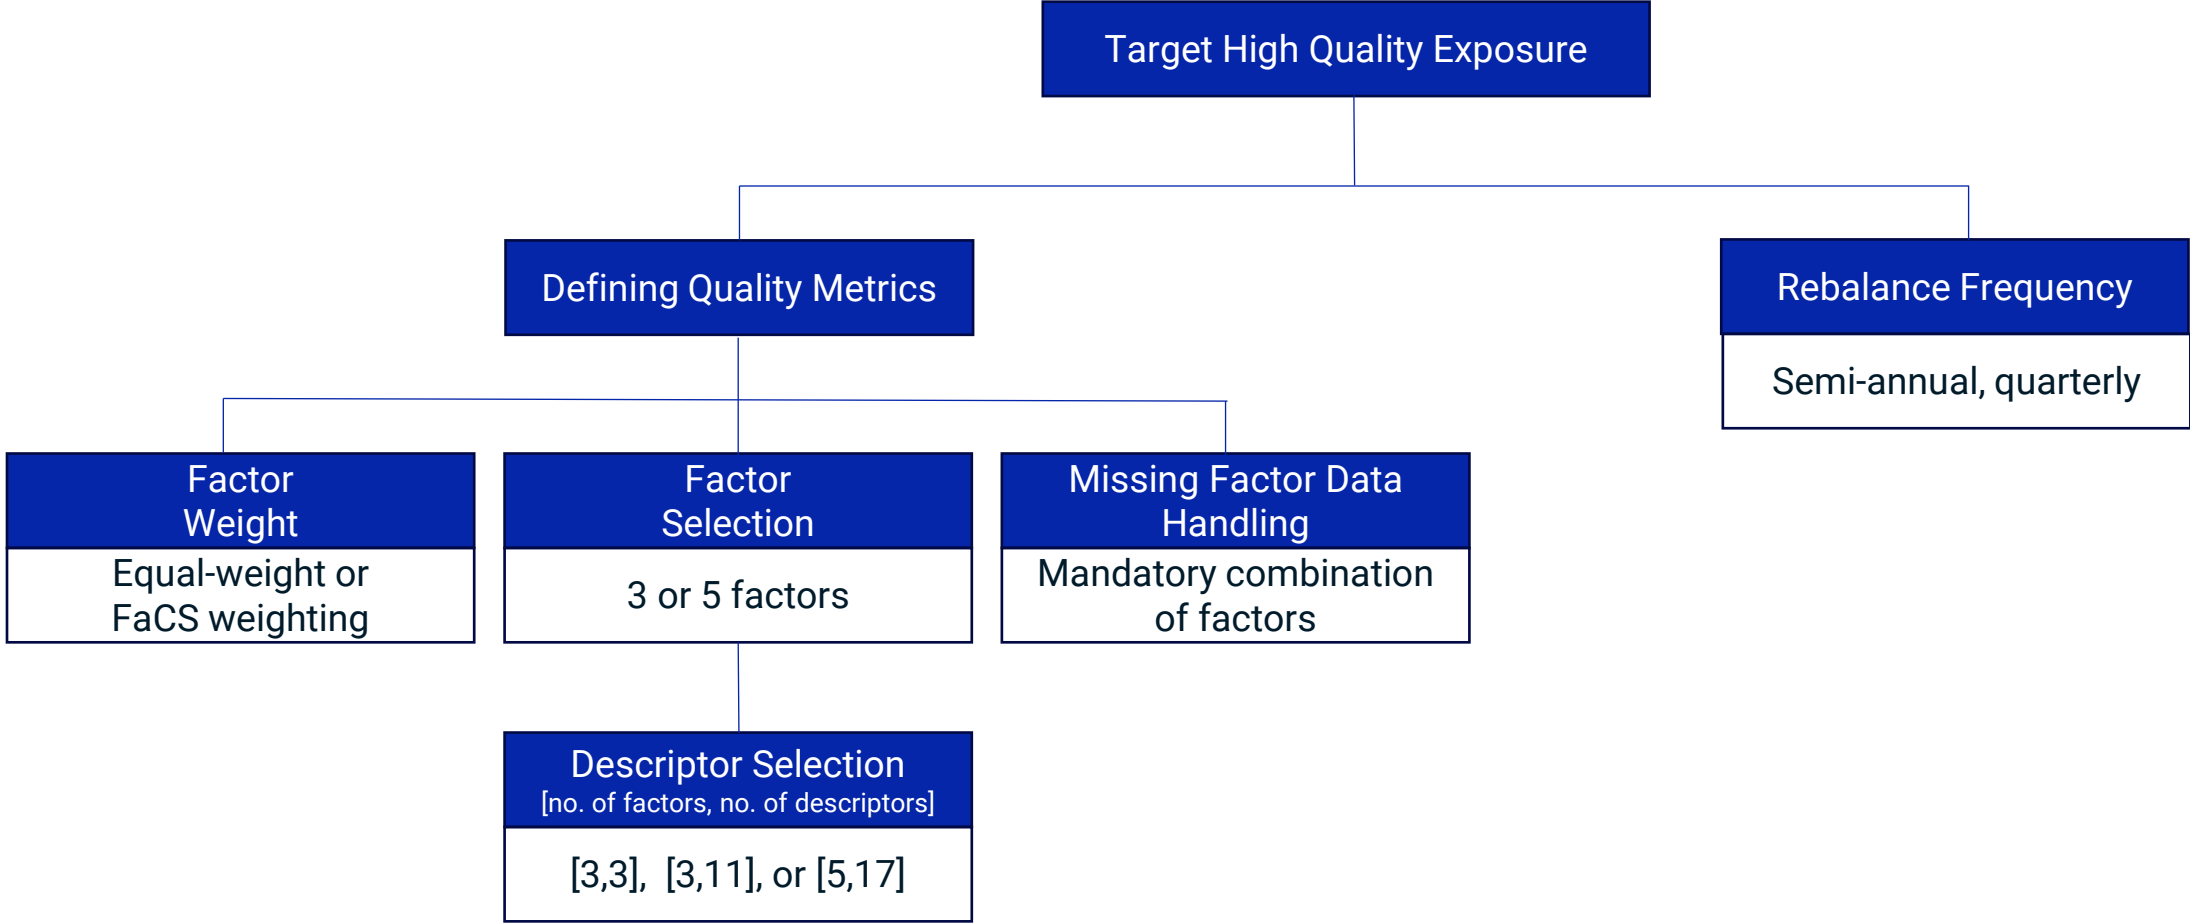 Target High Quality Exposure
Defining Quality Metrics
Rebalance Frequency
Semi-annual, quarterly
Factor
Weight
Equal-weight or
FaCS weighting
Factor
Selection
3 or 5 factors
Missing Factor Data
Handling
Mandatory combination
of factors
Descriptor Selection
[no. of factors, no. of descriptors]
[3,3],  [3,11], or [5,17]